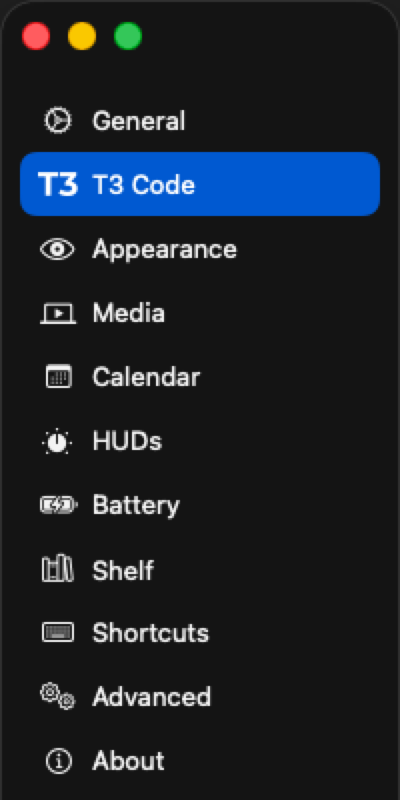 General
T3 T3 Code
Appearance
Media
Calendar
HUDs
Battery
Shelf
Shortcuts
Advanced
About